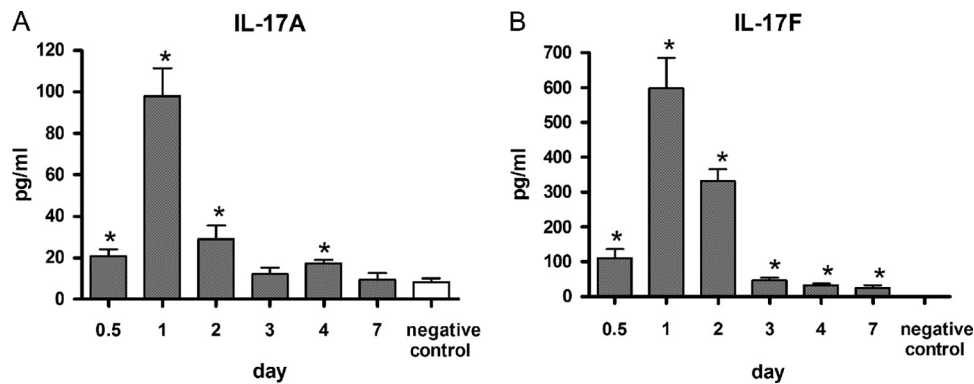 A
IL-17A
pg/ml
120
100
80
60
40
20
0
*
*
*
*
0.5 1 2 3 4 7 negative
control
day
B
IL-17F
pg/ml
700
600
500
400
300
200
100
0
*
*
*
*
*
*
0.5 1 2 3 4 7 negative
control
day